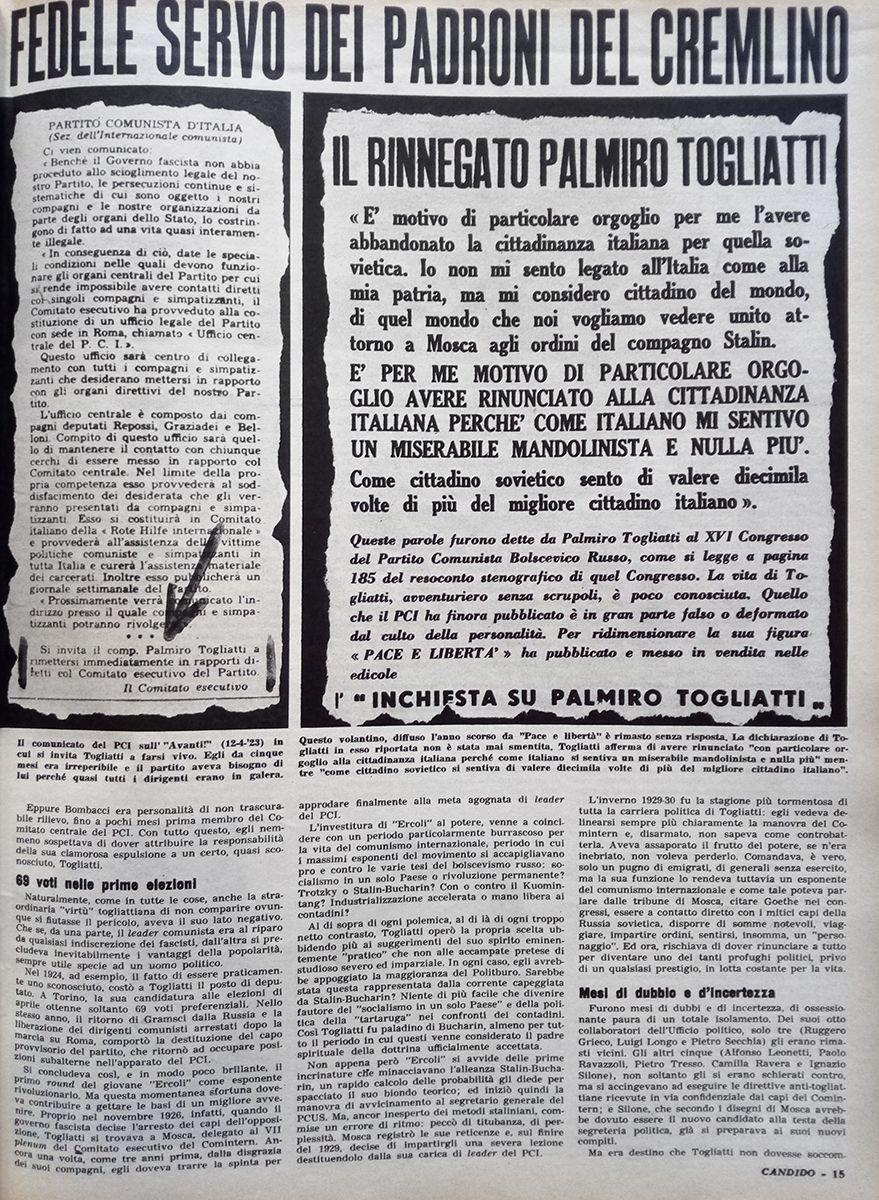 FEDELE SERVO DEI PADRONI DEL CREMLINO
PARTITO COMUNISTA D'ITALIA
(Sez. dell'Internazionale comunista)
Ci vien comunicato:
« Benchè il Governo fascista non abbia
proceduto allo scioglimento legale del no-
stro Partito, le persecuzioni continue e si-
stematiche di cui sono oggetto i nostri
compagni e le nostre organizzazioni da
parte degli organi dello Stato, lo costrin-
gono di fatto ad una vita quasi interamen-
te illegale.
« In conseguenza di ciò, date le specia-
li condizioni nelle quali devono funzio-
nare gli organi centrali del Partito per cui
si rende impossibile avere contatti diretti
col singoli compagni e simpatizzanti, il
Comitato esecutivo ha provveduto alla co-
stituzione di un ufficio legale del Partito
con sede in Roma, chiamato « Ufficio cen-
trale del P. C. I. ».
Questo ufficio sarà centro di collega-
mento con tutti i compagni e simpatiz-
zanti che desiderano mettersi in rapporto
con gli organi direttivi del nostro Par-
tito.
L'ufficio centrale è composto dai com-
pagni deputati Repossi, Graziadei e Bel-
loni. Compito di questo ufficio sarà quel-
lo di mantenere il contatto con chiunque
cerchi di essere messo in rapporto col
Comitato centrale. Nel limite della pro-
pria competenza esso provvederà al sod-
disfacimento dei desiderata che gli ver-
ranno presentati da compagni e simpa-
tizzanti. Esso si costituirà in Comitato
italiano della « Rote Hilfe internazionale »
e provvederà all'assistenza delle vittime
politiche comuniste e simpatizzanti in
tutta Italia e curerà l'assistenza materiale
dei carcerati. Inoltre esso pubblicherà un
giornale settimanale del Partito.
« Prossimamente verrà comunicato l'in-
dirizzo presso il quale compagni e simpa-
tizzanti potranno rivolgersi
• • •
Si invita il comp. Palmiro Togliatti a
rimettersi immediatamente in rapporti di-
retti col Comitato esecutivo del Partito.
Il Comitato esecutivo
Il comunicato del PCI sull' "Avanti!" (12-4-'23) in
cui si invita Togliatti a farsi vivo. Egli da cinque
mesi era irreperibile e il partito aveva bisogno di
lui perché quasi tutti i dirigenti erano in galera.
IL RINNEGATO PALMIRO TOGLIATTI
« E' motivo di particolare orgoglio per me l'avere
abbandonato la cittadinanza italiana per quella so-
vietica. Io non mi sento legato all'Italia come alla
mia patria, ma mi considero cittadino del mondo,
di quel mondo che noi vogliamo vedere unito at-
torno a Mosca agli ordini del compagno Stalin.
E' PER ME MOTIVO DI PARTICOLARE ORGO-
GLIO AVERE RINUNCIATO ALLA CITTADINANZA
ITALIANA PERCHE' COME ITALIANO MI SENTIVO
UN MISERABILE MANDOLINISTA E NULLA PIU'.
Come cittadino sovietico sento di valere diecimila
volte di più del migliore cittadino italiano ».
Queste parole furono dette da Palmiro Togliatti al XVI Congresso
del Partito Comunista Bolscevico Russo, come si legge a pagina
185 del resoconto stenografico di quel Congresso. La vita di To-
gliatti, avventuriero senza scrupoli, è poco conosciuta. Quello
che il PCI ha finora pubblicato è in gran parte falso o deformato
dal culto della personalità. Per ridimensionare la sua figura
« PACE E LIBERTA' » ha pubblicato e messo in vendita nelle
edicole
l' "INCHIESTA SU PALMIRO TOGLIATTI„
Questo volantino, diffuso l'anno scorso da "Pace e libertà" è rimasto senza risposta. La dichiarazione di To-
gliatti in esso riportata non è stata mai smentita. Togliatti afferma di avere rinunciato "con particolare or-
goglio alla cittadinanza italiana perché come italiano si sentiva un miserabile mandolinista e nulla più" men-
tre "come cittadino sovietico si sentiva di valere diecimila volte di più del migliore cittadino italiano".
Eppure Bombacci era personalità di non trascura-
bile rilievo, fino a pochi mesi prima membro del Co-
mitato centrale del PCI. Con tutto questo, egli nem-
meno sospettava di dover attribuire la responsabilità
della sua clamorosa espulsione a un certo, quasi sco-
nosciuto, Togliatti.
69 voti nelle prime elezioni
Naturalmente, come in tutte le cose, anche la stra-
ordinaria "virtù" togliattiana di non comparire ovun-
que si fiutasse il pericolo, aveva il suo lato negativo.
Che se, da una parte, il leader comunista era al riparo
da qualsiasi indiscrezione dei fascisti, dall'altra si pre-
cludeva inevitabilmente i vantaggi della popolarità,
sempre utile specie ad un uomo politico.
Nel 1924, ad esempio, il fatto di essere praticamen-
te uno sconosciuto, costò a Togliatti il posto di depu-
tato. A Torino, la sua candidatura alle elezioni di
aprile ottenne soltanto 69 voti preferenziali. Nello
stesso anno, il ritorno di Gramsci dalla Russia e la
liberazione dei dirigenti comunisti arrestati dopo la
marcia su Roma, comportò la destituzione del capo
provvisorio del partito, che ritornò ad occupare posi-
zioni subalterne nell'apparato del PCI.
Si concludeva così, e in modo poco brillante, il
primo round del giovane "Ercoli" come esponente
rivoluzionario. Ma questa momentanea sfortuna dove-
va contribuire a gettare le basi di un migliore avve-
nire. Proprio nel novembre 1926, infatti, quando il
governo fascista decise l'arresto dei capi dell'opposi-
zione, Togliatti si trovava a Mosca, delegato al VII
plenum del Comitato esecutivo del Comintern. An-
cora una volta, come tre anni prima, dalla disgrazia
dei suoi compagni, egli doveva trarre la spinta per
approdare finalmente alla meta agognata di leader
del PCI.
L'investitura di "Ercoli" al potere, venne a coinci-
dere con un periodo particolarmente burrascoso per
la vita del comunismo internazionale, periodo in cui
i massimi esponenti del movimento si accapigliavano
pro e contro le varie tesi del bolscevismo russo; so-
cialismo in un solo Paese o rivoluzione permanente?
Trotzky o Stalin-Bucharin? Con o contro il Kuomin-
tang? Industrializzazione accelerata o mano libera ai
contadini?
Al di sopra di ogni polemica, al di là di ogni troppo
netto contrasto, Togliatti operò la propria scelta ub-
bidendo più ai suggerimenti del suo spirito eminen-
temente "pratico" che non alle accampate pretese di
studioso severo ed imparziale. In ogni caso, egli avreb-
be appoggiato la maggioranza del Politburo. Sarebbe
stata questa rappresentata dalla corrente capeggiata
da Stalin-Bucharin? Niente di più facile che divenire
fautore del "socialismo in un solo Paese" e della poli-
tica della "tartaruga" nei confronti dei contadini.
Così Togliatti fu paladino di Bucharin, almeno per tut-
to il periodo in cui questi venne considerato il padre
spirituale della dottrina ufficialmente accettata.
Non appena però "Ercoli" si avvide delle prime
incrinature che minacciavano l'alleanza Stalin-Bucha-
rin, un rapido calcolo delle probabilità gli diede per
spacciato il suo biondo teorico; ed iniziò quindi la
manovra di avvicinamento al segretario generale del
PCUS. Ma, ancor inesperto dei metodi staliniani, com-
mise un errore di ritmo: peccò di titubanza, di per-
plessità. Mosca registrò le sue reticenze e, sul finire
del 1929, decise di impartirgli una severa lezione
destituendolo dalla sua carica di leader del PCI.
L'inverno 1929-30 fu la stagione più tormentosa di
tutta la carriera politica di Togliatti: egli vedeva de-
linearsi sempre più chiaramente la manovra del Co-
mintern e, disarmato, non sapeva come controbat-
terla. Aveva assaporato il frutto del potere, se n'era
inebriato, non voleva perderlo. Comandava, è vero,
solo un pugno di emigrati, di generali senza esercito,
ma la sua funzione lo rendeva tuttavia un esponente
del comunismo internazionale e come tale poteva par-
lare dalle tribune di Mosca, citare Goethe nei con-
gressi, essere a contatto diretto con i mitici capi della
Russia sovietica, disporre di somme notevoli, viag-
giare, impartire ordini, sentirsi, insomma, un "perso-
naggio". Ed ora, rischiava di dover rinunciare a tutto
per diventare uno dei tanti profughi politici, privo
di un qualsiasi prestigio, in lotta costante per la vita.
Mesi di dubbio e d'incertezza
Furono mesi di dubbi e di incertezza, di ossessio-
nante paura di un totale isolamento. Dei suoi otto
collaboratori dell'Ufficio politico, solo tre (Ruggero
Grieco, Luigi Longo e Pietro Secchia) gli erano rima-
sti vicini. Gli altri cinque (Alfonso Leonetti, Paolo
Ravazzoli, Pietro Tresso, Camilla Ravera e Ignazio
Silone), non soltanto gli si erano schierati contro,
ma si accingevano ad eseguire le direttive anti-togliat-
tiane ricevute in via confidenziale dai capi del Comin-
tern; e Silone, che secondo i disegni di Mosca avreb-
be dovuto essere il nuovo candidato alla testa della
segreteria politica, già si preparava ai suoi nuovi
compiti.
Ma era destino che Togliatti non dovesse soccom-
CANDIDO - 15